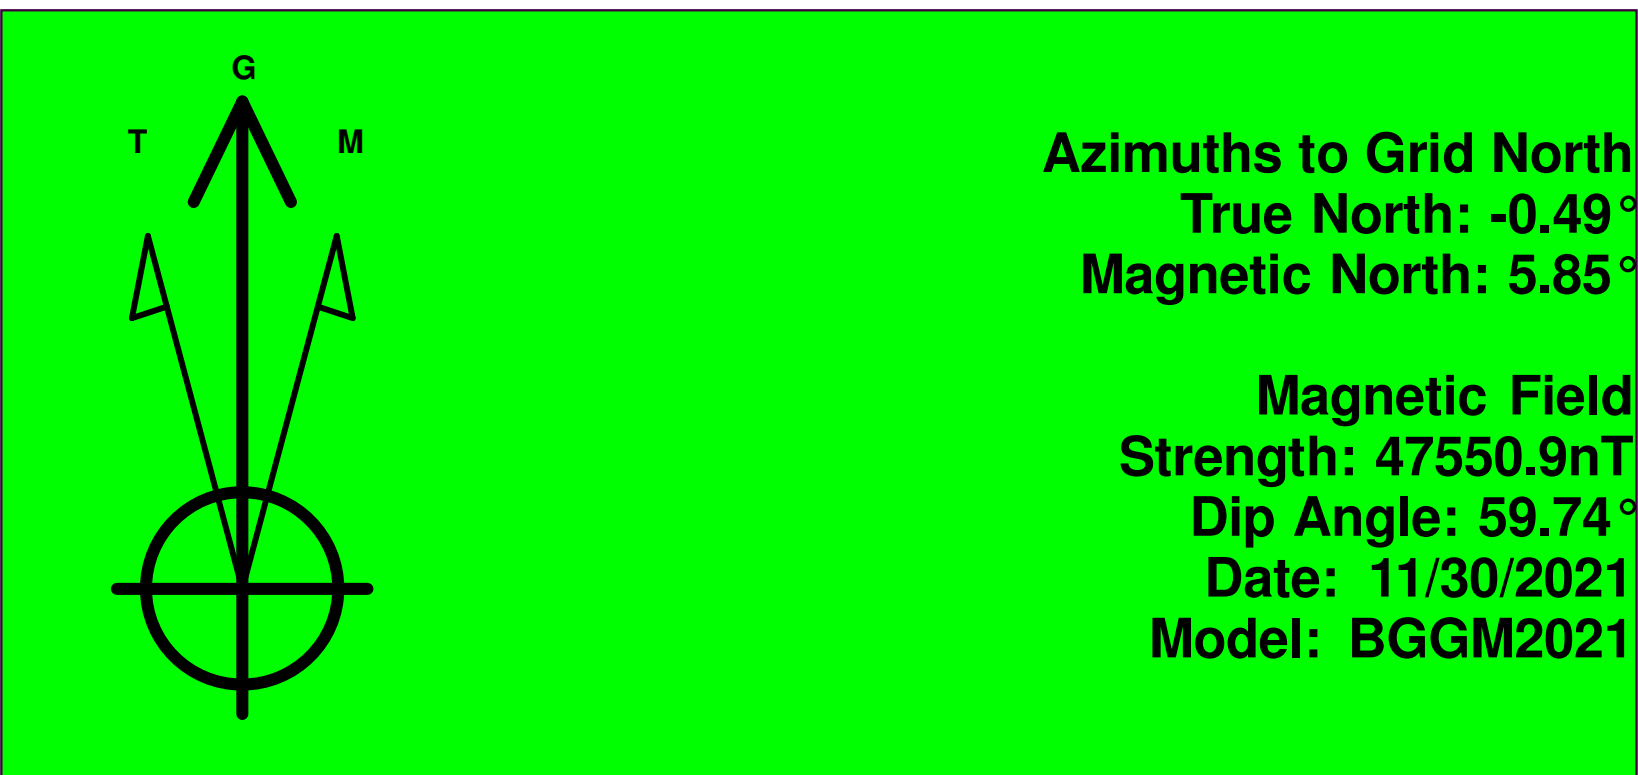 G
T
M
Azimuths to Grid North
True North: -0.49°
Magnetic North: 5.85°
Magnetic Field
Strength: 47550.9nT
Dip Angle: 59.74°
Date: 11/30/2021
Model: BGGM2021